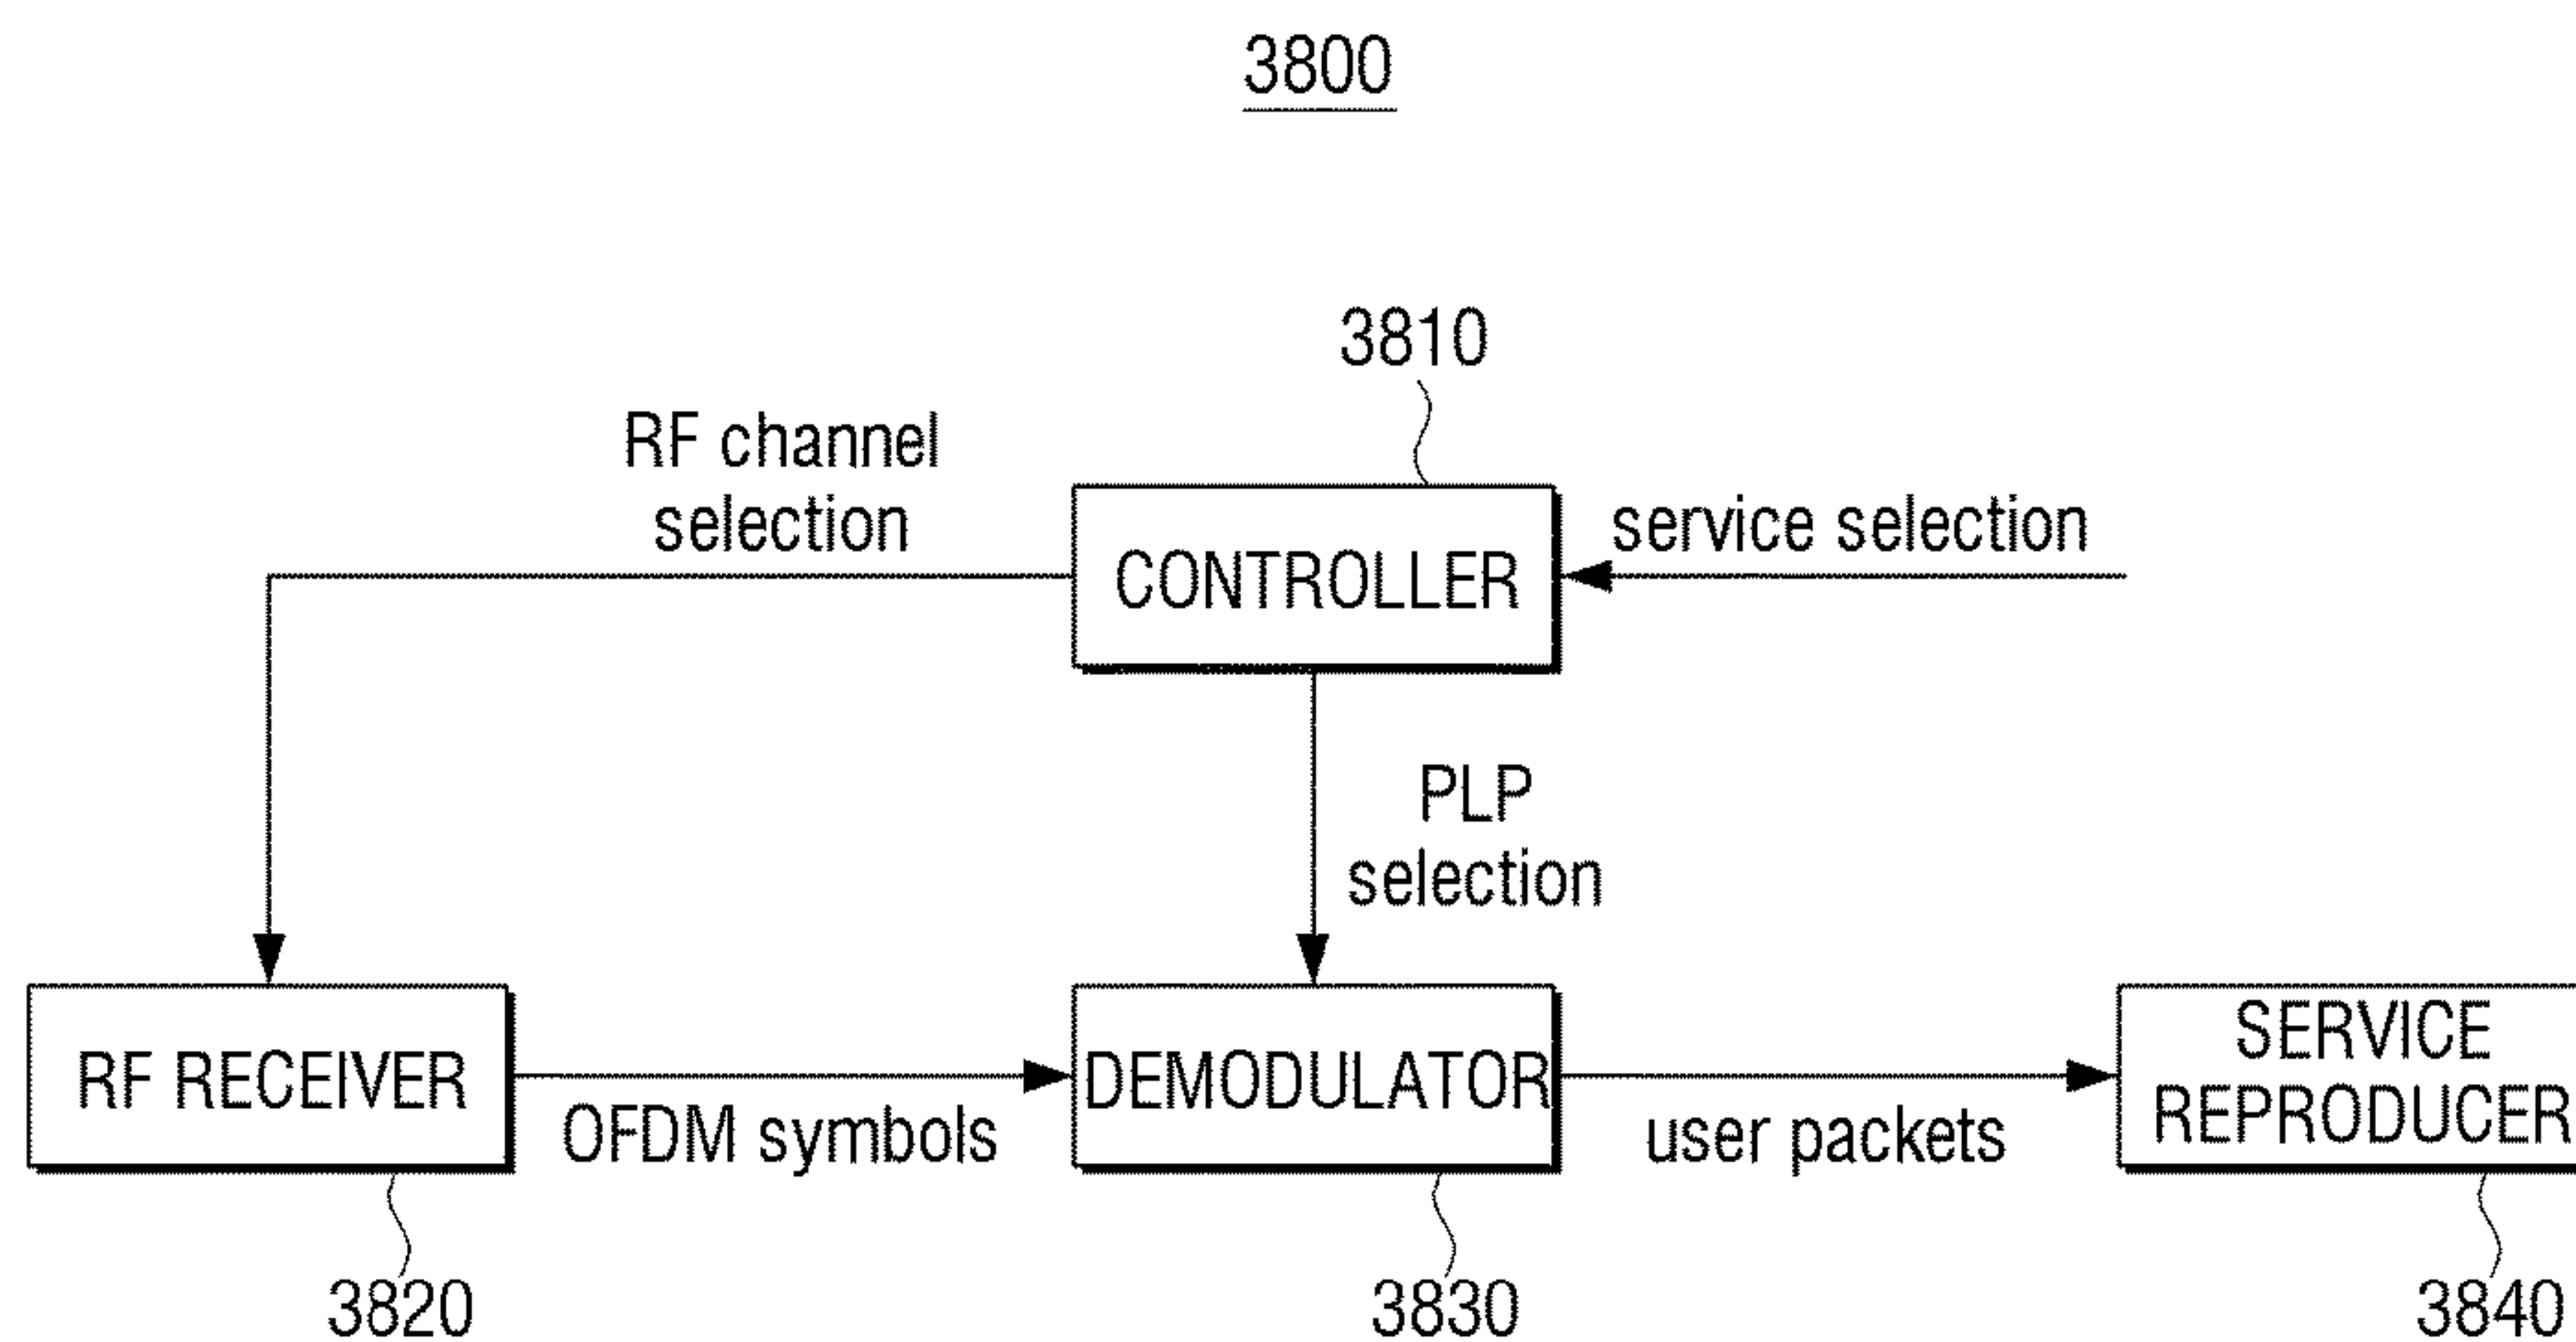 3800
3810
RF channel
selection
CONTROLLER
service selection
PLP
selection
RF RECEIVER
OFDM symbols
DEMODULATOR
user packets
SERVICE
REPRODUCER
3820
3830
3840